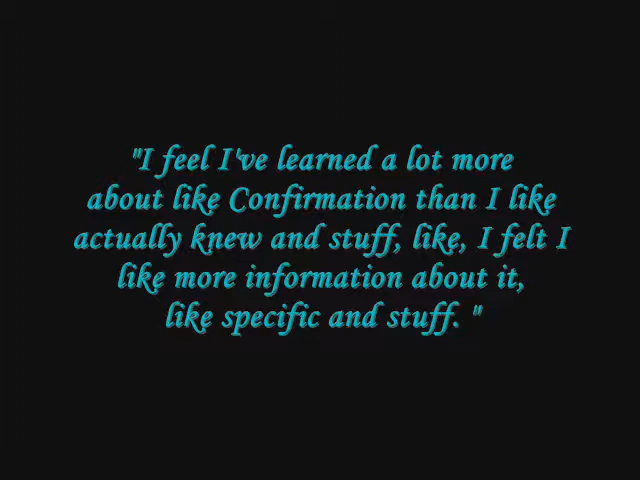 "I feel I've learned a lot more
about like Confirmation than I like
actually knew and stuff, like, I felt I
like more information about it,
like specific and stuff. "